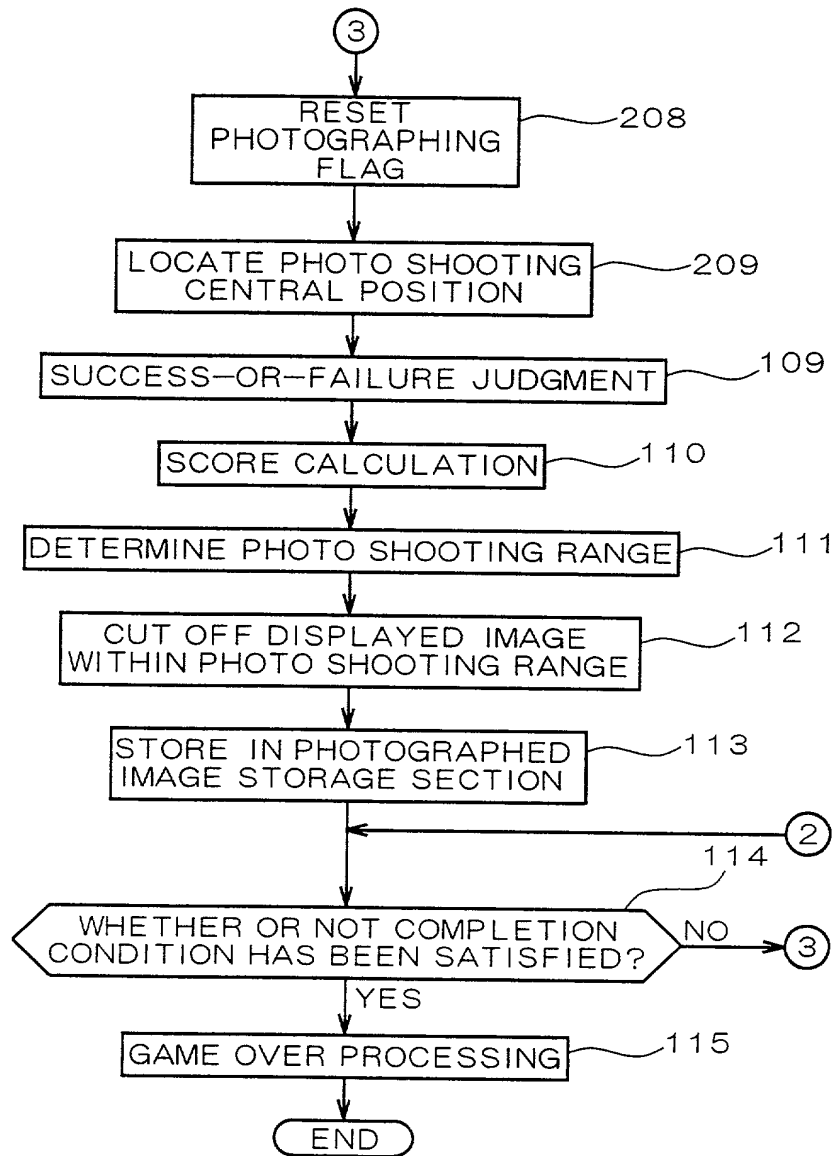 3
RESET
PHOTOGRAPHING
FLAG
208
LOCATE PHOTO SHOOTING
CENTRAL POSITION
209
SUCCESS-OR-FAILURE JUDGMENT
109
SCORE CALCULATION
110
DETERMINE PHOTO SHOOTING RANGE
111
CUT OFF DISPLAYED IMAGE
WITHIN PHOTO SHOOTING RANGE
112
STORE IN PHOTOGRAPHED
IMAGE STORAGE SECTION
113
2
114
WHETHER OR NOT COMPLETION
CONDITION HAS BEEN SATISFIED?
NO
3
YES
GAME OVER PROCESSING
115
END